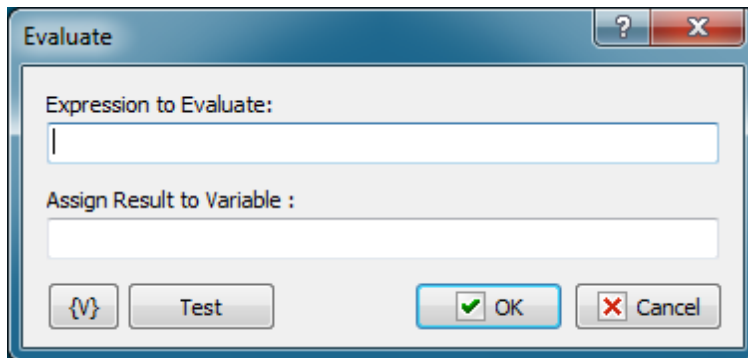 Evaluate
?
X
Expression to Evaluate:
Assign Result to Variable :
{V} Test OK Cancel